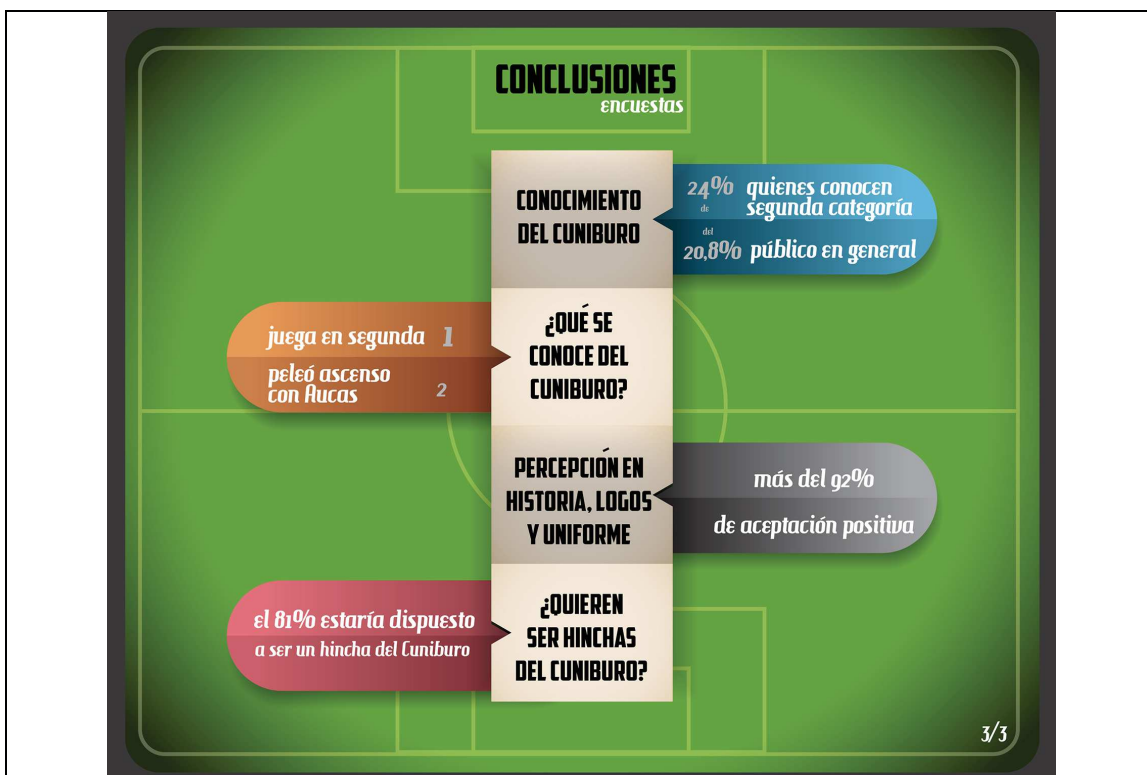 CONCLUSIONES
encuestas
CONOCIMIENTO
DEL CUNIBURO
24% quienes conocen
de segunda categoría
del
20,8% público en general
juega en segunda 1
peleó ascenso
con Aucas 2
¿QUÉ SE
CONOCE DEL
CUNIBURO?
PERCEPCIÓN EN
HISTORIA, LOGOS
Y UNIFORME
más del 92%
de aceptación positiva
el 81% estaría dispuesto
a ser un hincha del Cuniburo
¿QUIEREN
SER HINCHAS
DEL CUNIBURO?
3/3